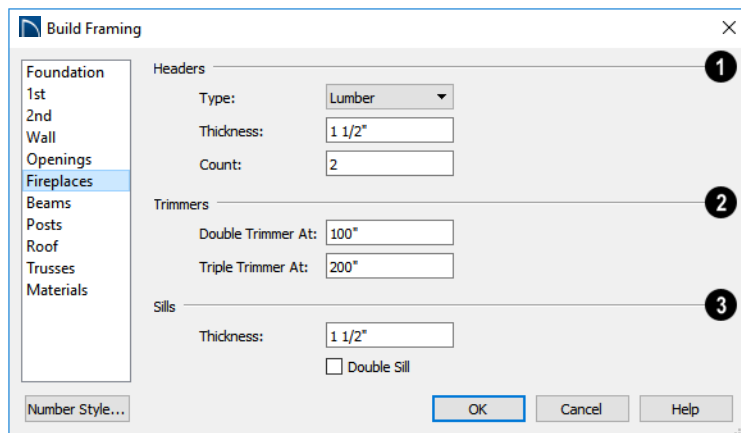 Build Framing
Foundation
1st
2nd
Wall
Openings
Fireplaces
Beams
Posts
Roof
Trusses
Materials
Number Style...
Headers
1
Type: Lumber
Thickness: 1 1/2"
Count: 2
Trimmers
2
Double Trimmer At: 100"
Triple Trimmer At: 200"
Sills
3
Thickness: 1 1/2"
Double Sill
OK
Cancel
Help